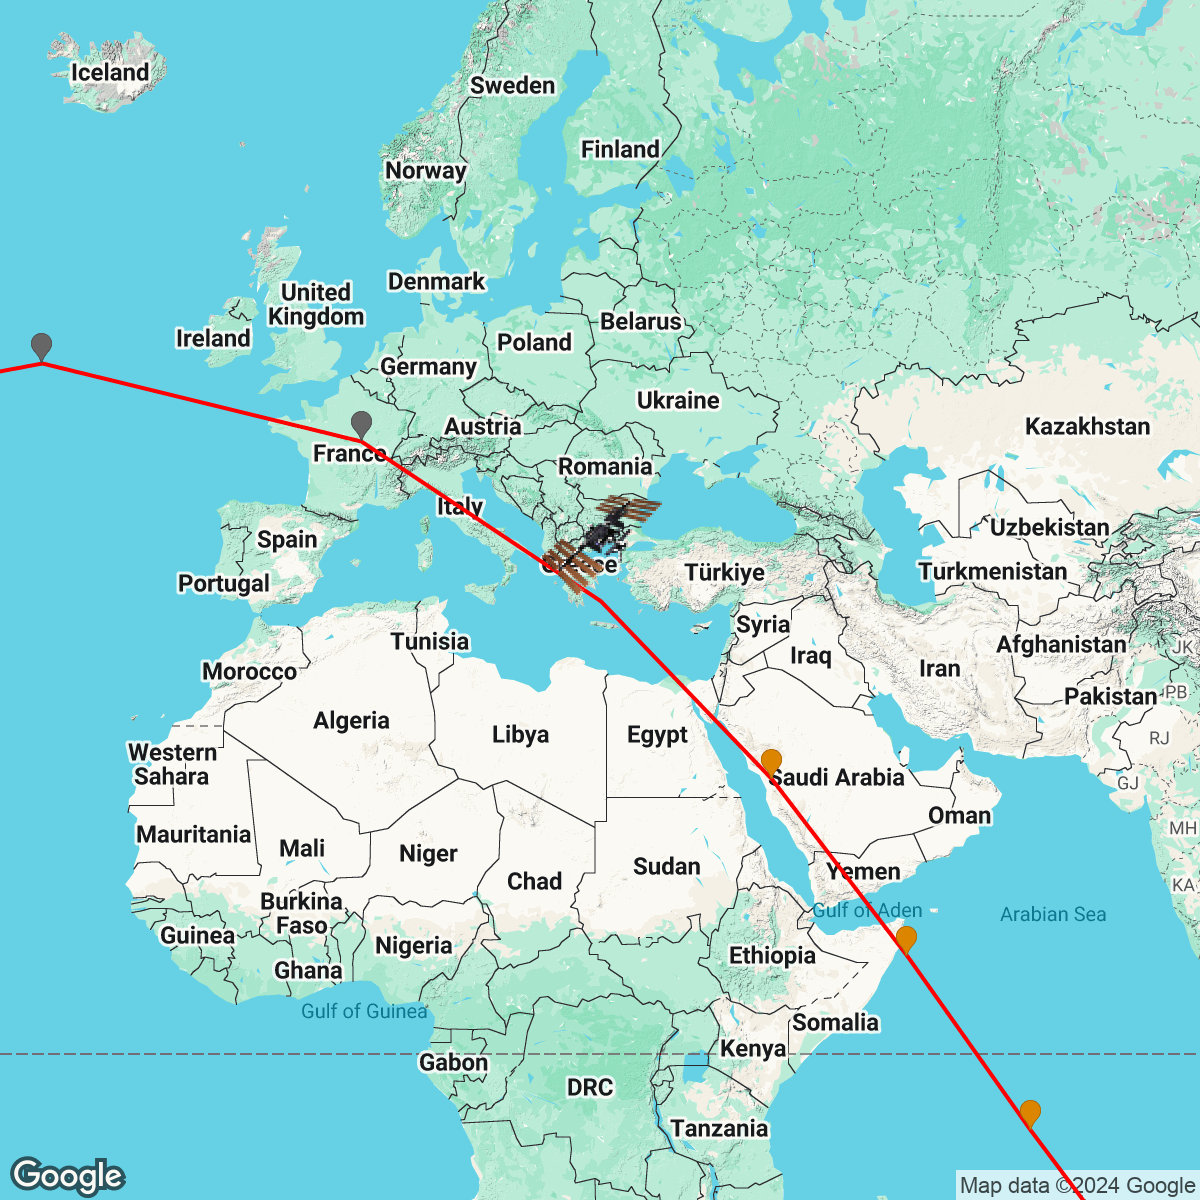 Iceland
Sweden
Finland
Norway
Denmark
United
Kingdom
Ireland
Belarus
Poland
Germany
Ukraine
Austria
Kazakhstan
France
Romania
Italy
Uzbekistan
Spain
Greece
Türkiye
Turkmenistan
Portugal
Syria
Tunisia
Afghanistan
JK
Iraq
Iran
Morocco
PB
Pakistan
Algeria
Libya
Egypt
RJ
Western
Sahara
Saudi Arabia
GJ
Oman
MH
Mauritania
Mali
Niger
Sudan
Yemen
Chad
KA
Burkina
Faso
Gulf of Aden
Arabian Sea
Guinea
Nigeria
Ethiopia
Ghana
Gulf of Guinea
Somalia
Kenya
Gabon
DRC
Tanzania
Google
Map data ©2024 Google